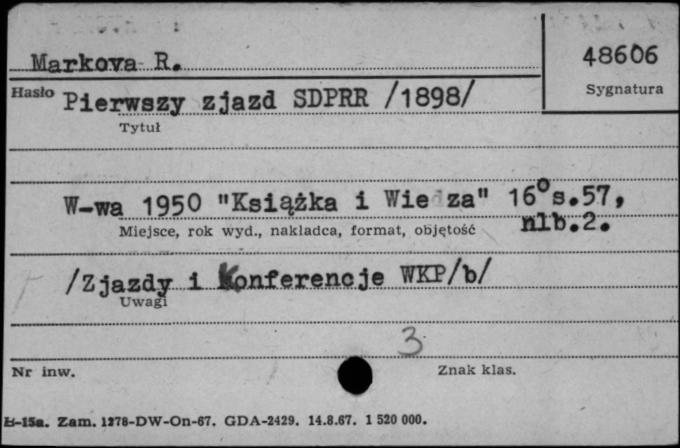 Markova R.
48606
Sygnatura
Hasło
Pierwszy zjazd SDPRR /1898/
Tytuł
W-wa 1950 "Książka i Wiedza" 16° s.57,
nlb.2.
Miejsce, rok wyd., nakładca, format, objętość
/Zjazdy i Konferencje WKP/b/
Uwagi
3
Nr inw.
Znak klas.
B-15a. Zam. 1278-DW-On-67. GDA-2429. 14.8.67. 1 520 000.